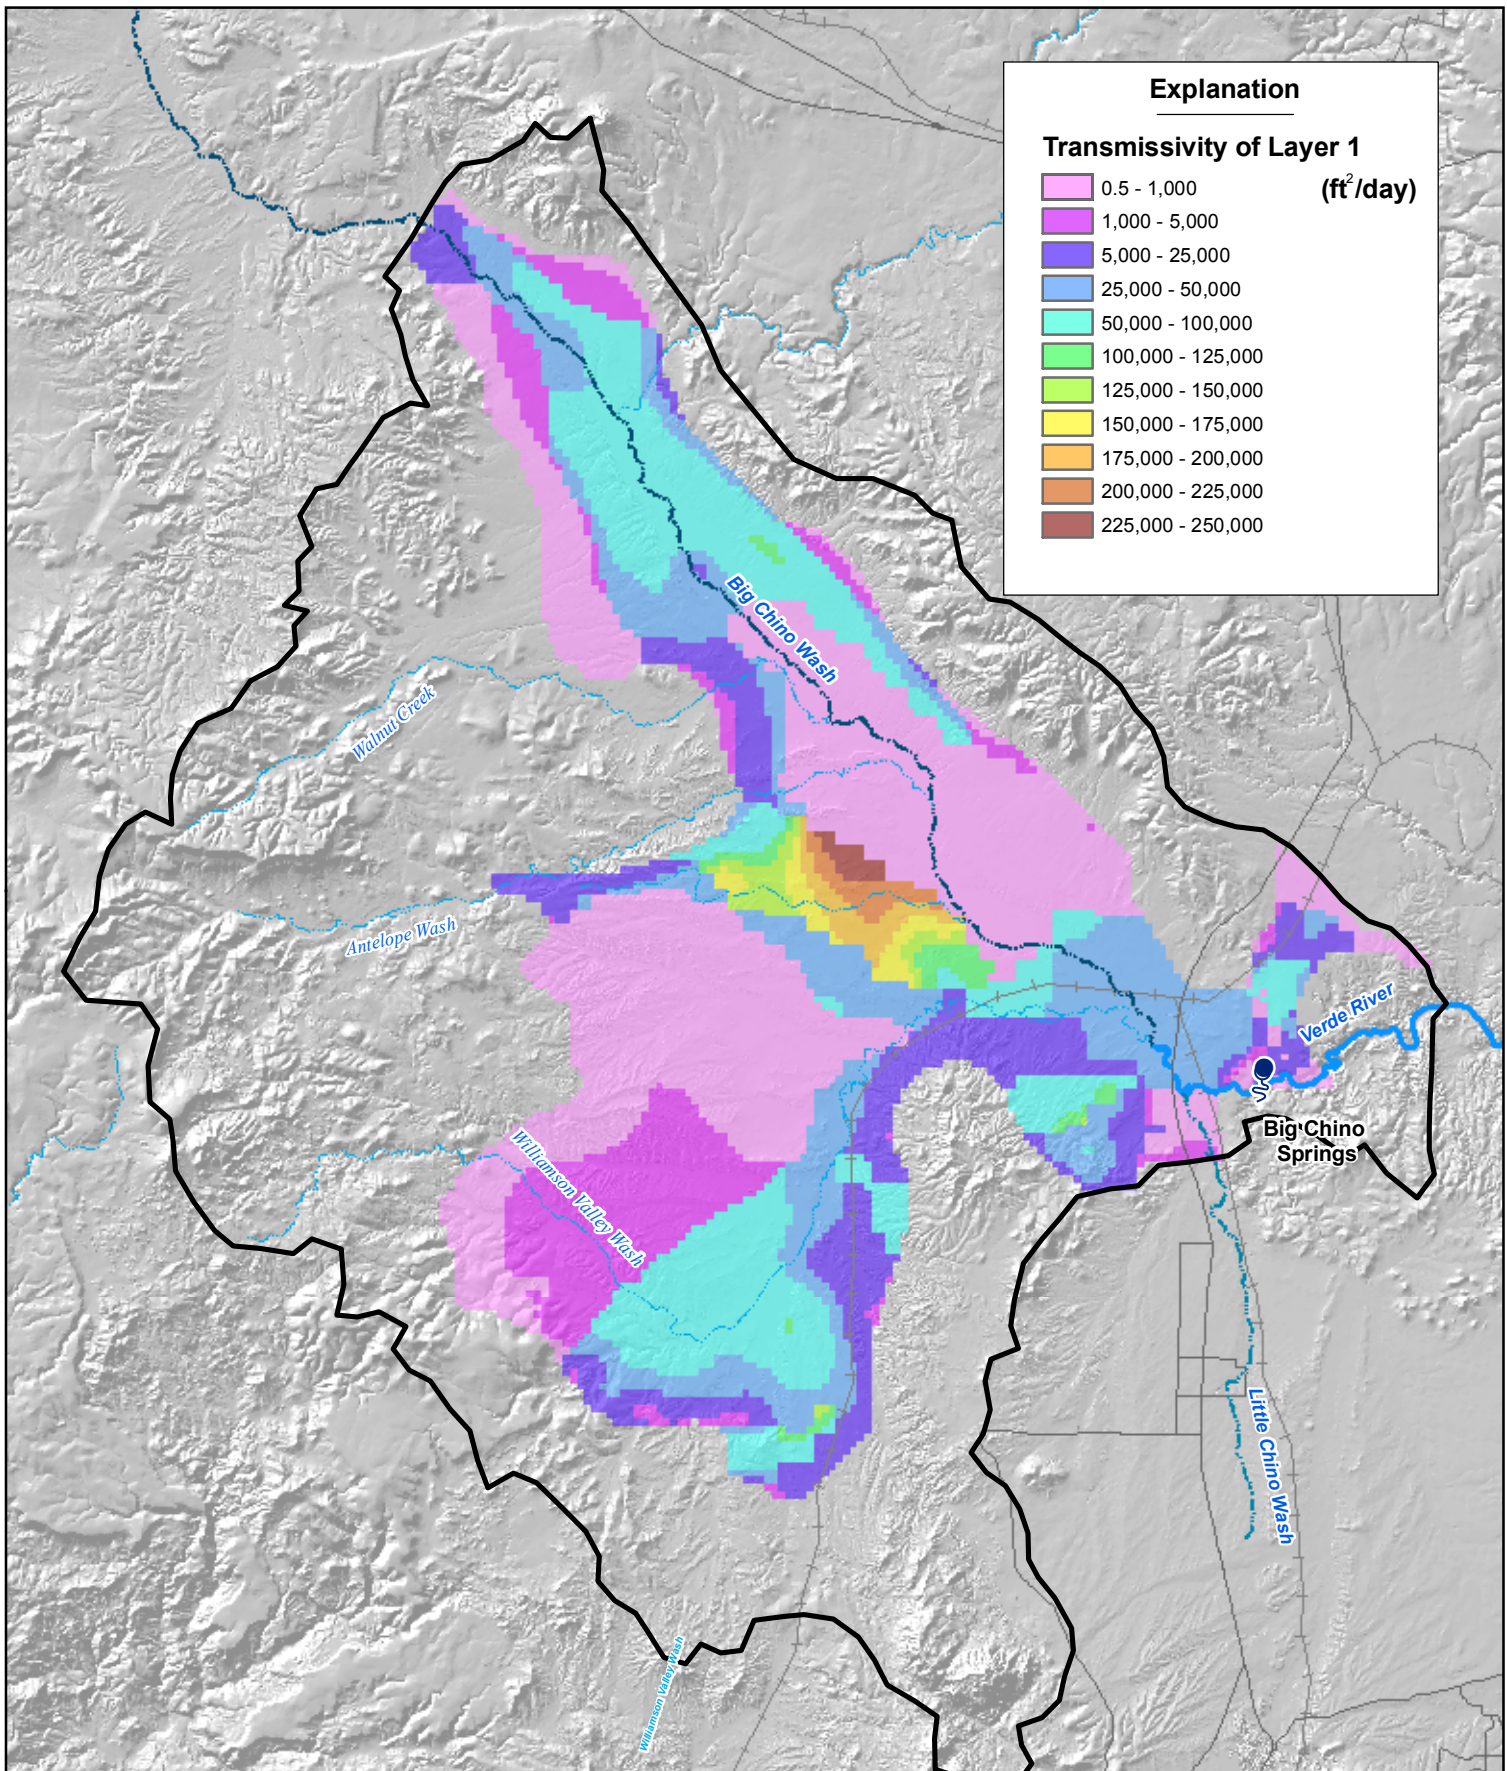 Explanation
Transmissivity of Layer 1
(ft²/day)
0.5 - 1,000
1,000 - 5,000
5,000 - 25,000
25,000 - 50,000
50,000 - 100,000
100,000 - 125,000
125,000 - 150,000
150,000 - 175,000
175,000 - 200,000
200,000 - 225,000
225,000 - 250,000
Big Chino Wash
Walnut Creek
Antelope Wash
Verde River
Big Chino
Springs
Williamson Valley Wash
Little Chino Wash
Williamson Valley Wash